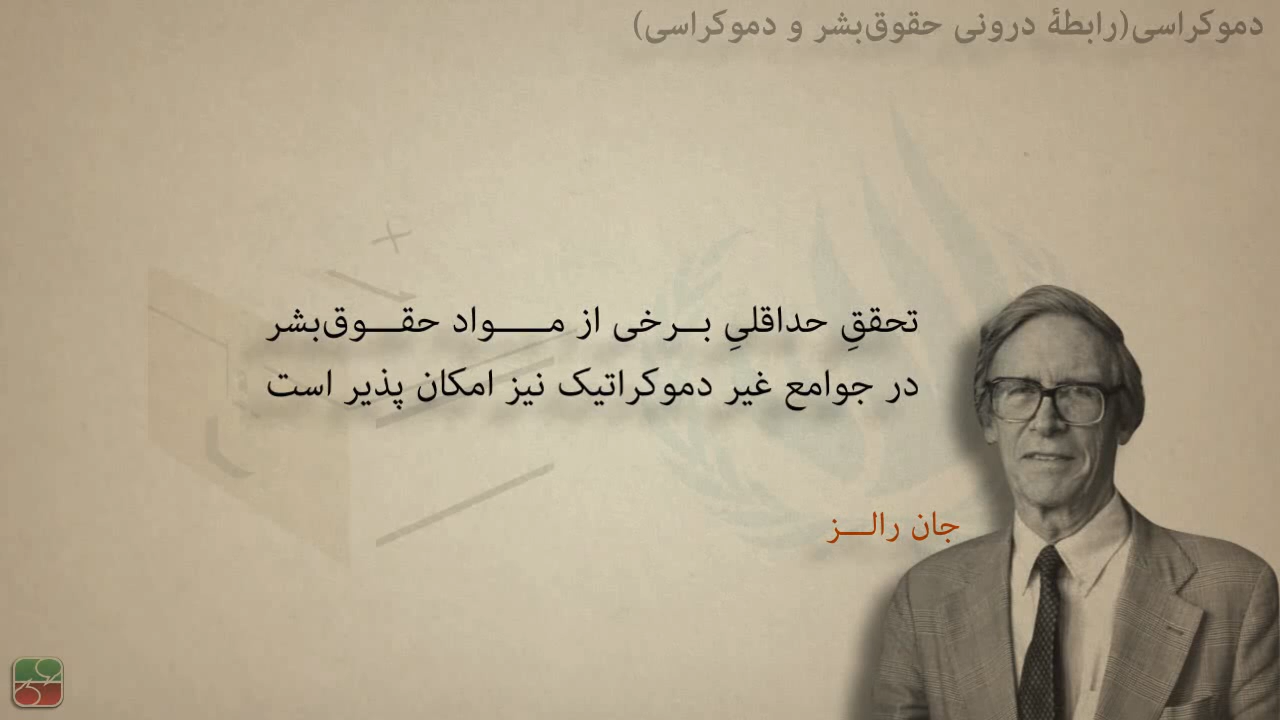 دموکراسی(رابطهٔ درونی حقوق‌بشر و دموکراسی)
تحققِ حداقلیِ برخی از مواد حقوق‌بشر
در جوامع غیر دموکراتیک نیز امکان پذیر است
جان رالز